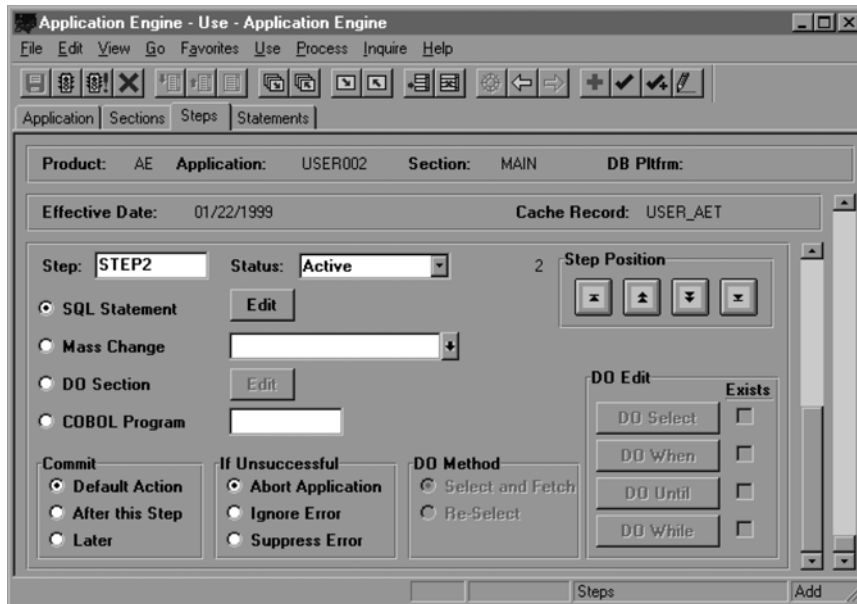 Application Engine - Use - Application Engine
File Edit View Go Favorites Use Process Inquire Help
Application Sections Steps Statements
Product: AE Application: USER002 Section: MAIN DB Pltfrm:
Effective Date: 01/22/1999 Cache Record: USER_AET
Step: STEP2 Status: Active 2 Step Position
SQL Statement Edit
Mass Change
DO Section Edit
COBOL Program
DO Edit Exists
DO Select
DO When
DO Until
DO While
Commit
Default Action
After this Step
Later
If Unsuccessful
Abort Application
Ignore Error
Suppress Error
DO Method
Select and Fetch
Re-Select
Steps Add